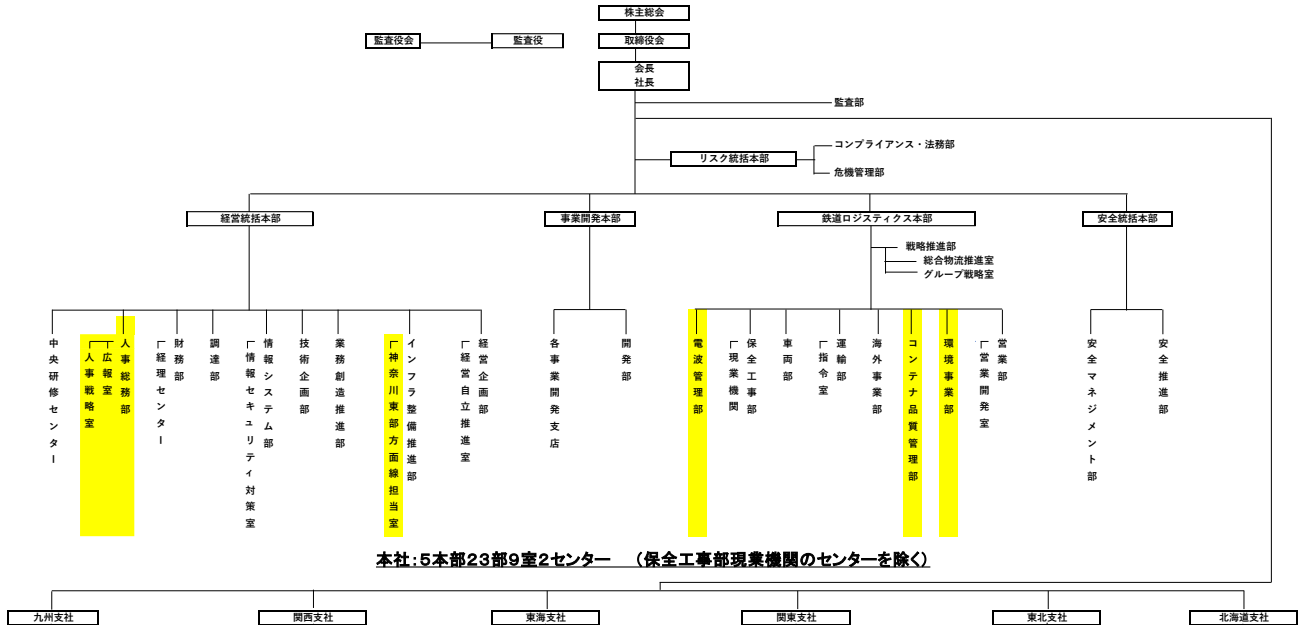 株主総会
監査役会
監査役
取締役会
会長
社長
監査部
コンプライアンス・法務部
リスク統括本部
危機管理部
経営統括本部
事業開発本部
鉄道ロジスティクス本部
安全統括本部
戦略推進部
総合物流推進室
グループ戦略室
安全推進部
安全マネジメント部
営業部
営業開発室
環境事業部
コンテナ品質管理部
海外事業部
運輸部
指令室
車両部
保全工事部
現業機関
電波管理部
開発部
各事業開発支店
経営企画部
経営自立推進室
インフラ整備推進部
神奈川東部方面線担当室
業務創造推進部
技術企画部
情報システム部
情報セキュリティ対策室
調達部
財務部
経理センター
人事総務部
広報室
人事戦略室
中央研修センター
本社:5本部23部9室2センター （保全工事部現業機関のセンターを除く）
九州支社
関西支社
東海支社
関東支社
東北支社
北海道支社